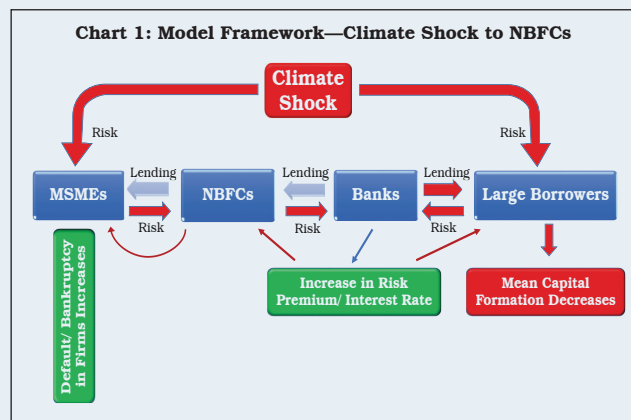 Chart 1: Model Framework—Climate Shock to NBFCs
Climate
Shock
Risk
Risk
Lending
Lending
Lending
MSMEs
NBFCs
Banks
Large Borrowers
Risk
Risk
Risk
Default/ Bankruptcy
in Firms Increases
Increase in Risk
Premium/ Interest Rate
Mean Capital
Formation Decreases